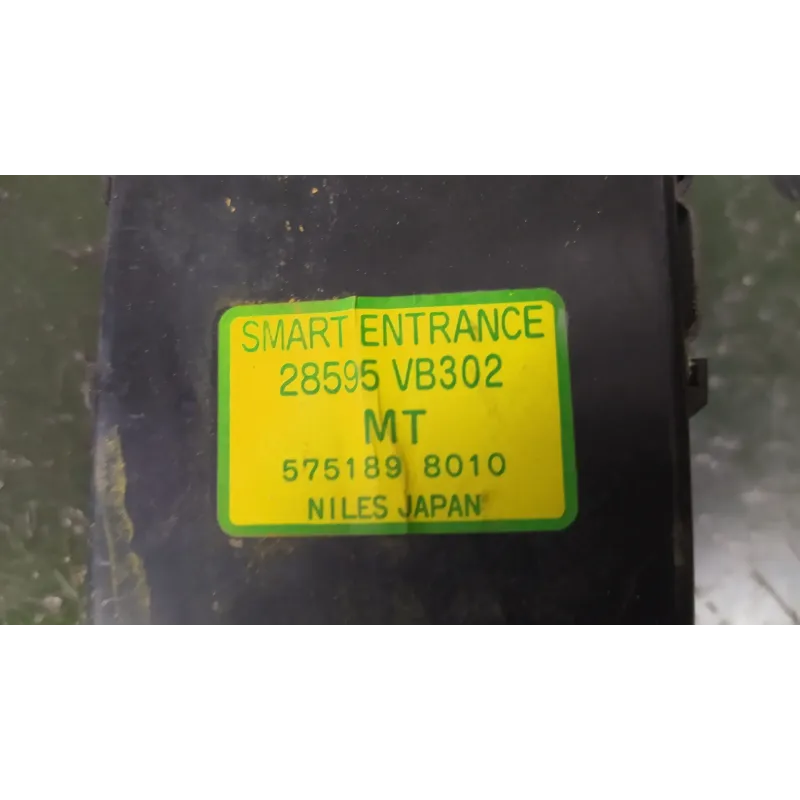 SMART ENTRANCE
28595 VB302
MT
575189 8010
NILES JAPAN